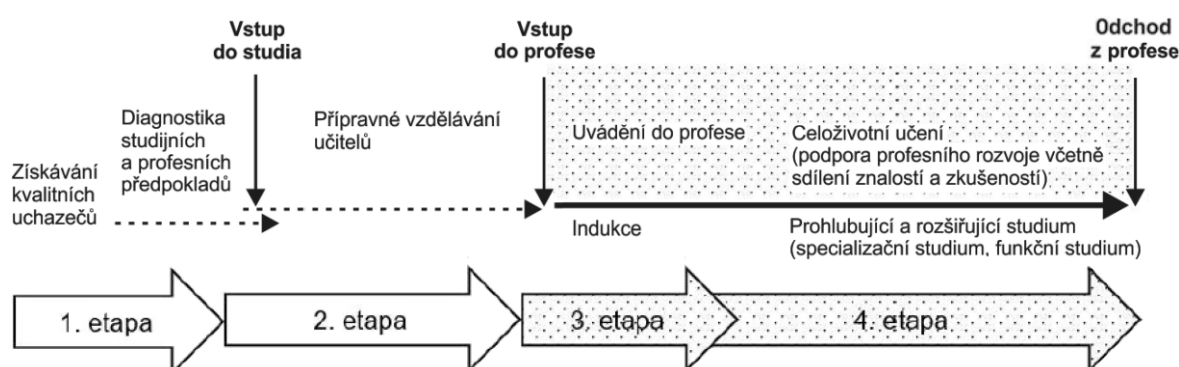 Vstup
do studia
Vstup
do profese
Odchod
z profese
Diagnostika
studijních
a profesních
předpokladů
Přípravné vzdělávání
učitelů
Uvádění do profese
Celoživotní učení
(podpora profesního rozvoje včetně
sdílení znalostí a zkušeností)
Získávání
kvalitních
uchazečů
Indukce
Prohlubující a rozšiřující studium
(specializační studium, funkční studium)
1. etapa
2. etapa
3. etapa
4. etapa